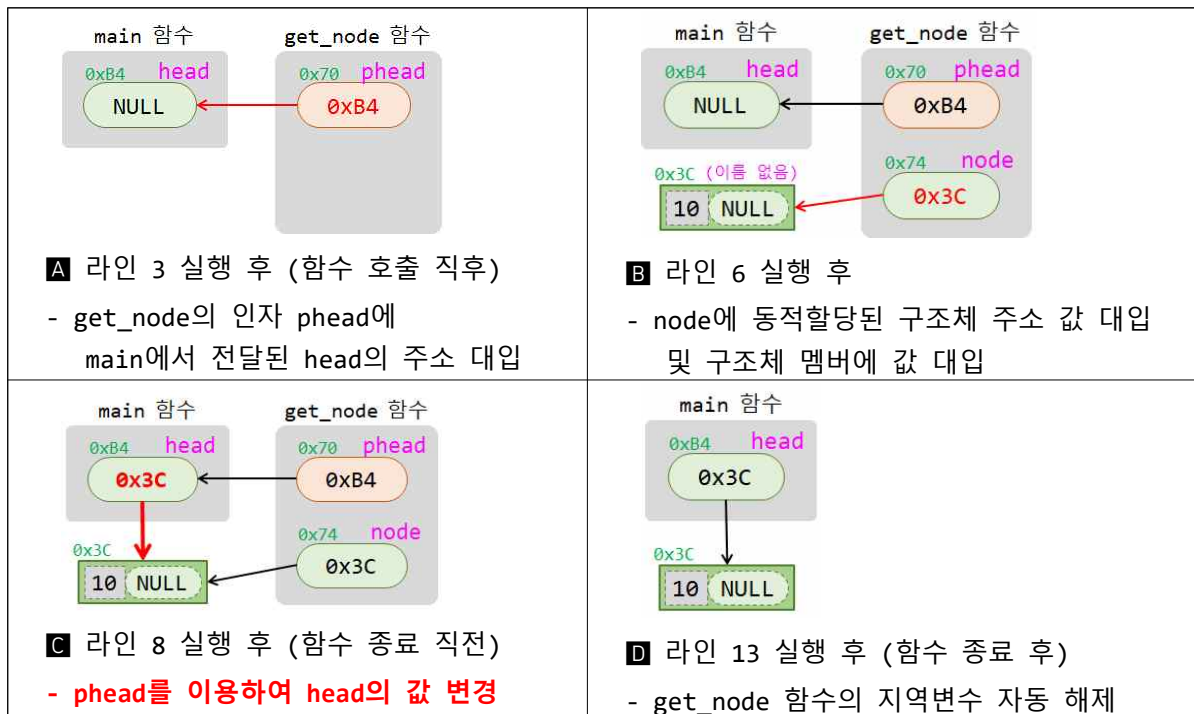 main 함수 get_node 함수
0xB4 head 0x70 phead
NULL 0xB4
A 라인 3 실행 후 (함수 호출 직후)
- get_node의 인자 phead에
main에서 전달된 head의 주소 대입
main 함수 get_node 함수
0xB4 head 0x70 phead
NULL 0xB4
0x3C (이름 없음) 0x74 node
10 NULL 0x3C
B 라인 6 실행 후
- node에 동적할당된 구조체 주소 값 대입
및 구조체 멤버에 값 대입
main 함수 get_node 함수
0xB4 head 0x70 phead
0x3C 0xB4
0x3C 0x74 node
10 NULL 0x3C
C 라인 8 실행 후 (함수 종료 직전)
- phead를 이용하여 head의 값 변경
main 함수
0xB4 head
0x3C
0x3C
10 NULL
D 라인 13 실행 후 (함수 종료 후)
- get_node 함수의 지역변수 자동 해제